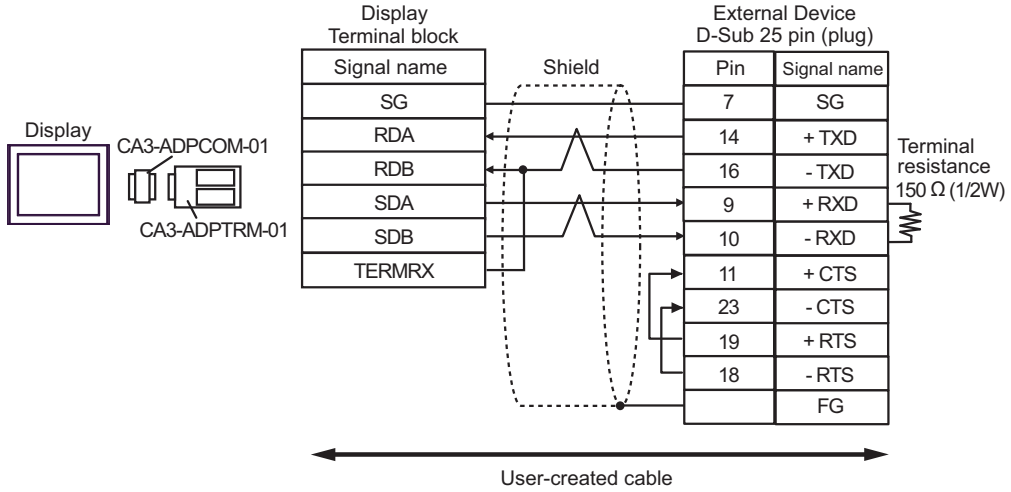 Display
Terminal block
External Device
D-Sub 25 pin (plug)
Signal name
Shield
Pin
Signal name
SG
7
SG
Display
CA3-ADPCOM-01
RDA
14
+ TXD
Terminal
resistance
150 Ω (1/2W)
RDB
16
- TXD
CA3-ADPTRM-01
SDA
9
+ RXD
SDB
10
- RXD
TERMRX
11
+ CTS
23
- CTS
19
+ RTS
18
- RTS
FG
User-created cable